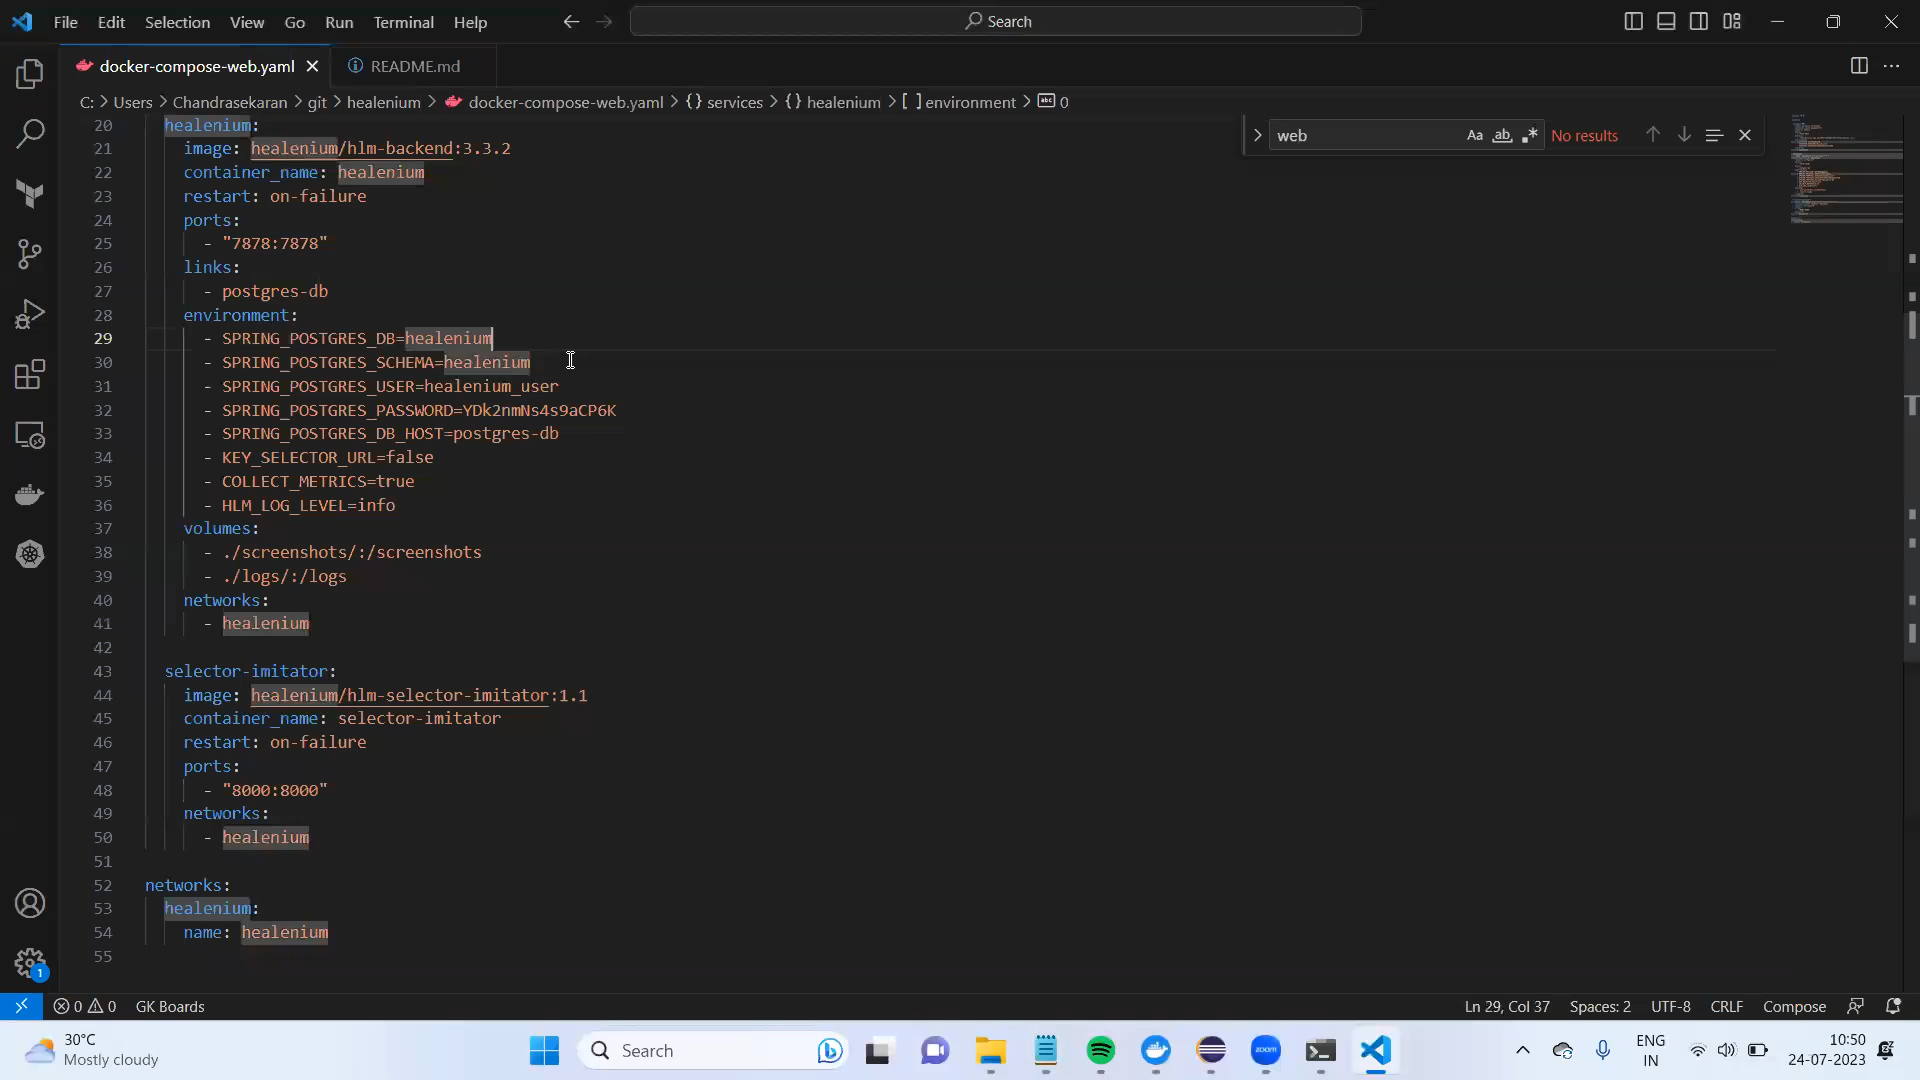 File Edit Selection View Go Run Terminal Help Search
docker-compose-web.yaml README.md
C: > Users > Chandrasekaran > git > healenium > docker-compose-web.yaml > {} services > {} healenium > [ ] environment > abc 0
web Aa ab No results
20 healenium:
21 image: healenium/hlm-backend:3.3.2
22 container_name: healenium
23 restart: on-failure
24 ports:
25 - "7878:7878"
26 links:
27 - postgres-db
28 environment:
29 - SPRING_POSTGRES_DB=healenium
30 - SPRING_POSTGRES_SCHEMA=healenium
31 - SPRING_POSTGRES_USER=healenium_user
32 - SPRING_POSTGRES_PASSWORD=YDk2nmNs4s9aCP6K
33 - SPRING_POSTGRES_DB_HOST=postgres-db
34 - KEY_SELECTOR_URL=false
35 - COLLECT_METRICS=true
36 - HLM_LOG_LEVEL=info
37 volumes:
38 - ./screenshots/:/screenshots
39 - ./logs/:/logs
40 networks:
41 - healenium
42
43 selector-imitator:
44 image: healenium/hlm-selector-imitator:1.1
45 container_name: selector-imitator
46 restart: on-failure
47 ports:
48 - "8000:8000"
49 networks:
50 - healenium
51
52 networks:
53 healenium:
54 name: healenium
55
1
0 0 GK Boards Ln 29, Col 37 Spaces: 2 UTF-8 CRLF Compose
30°C
Mostly cloudy
Search
zoom
ENG
IN
10:50
24-07-2023